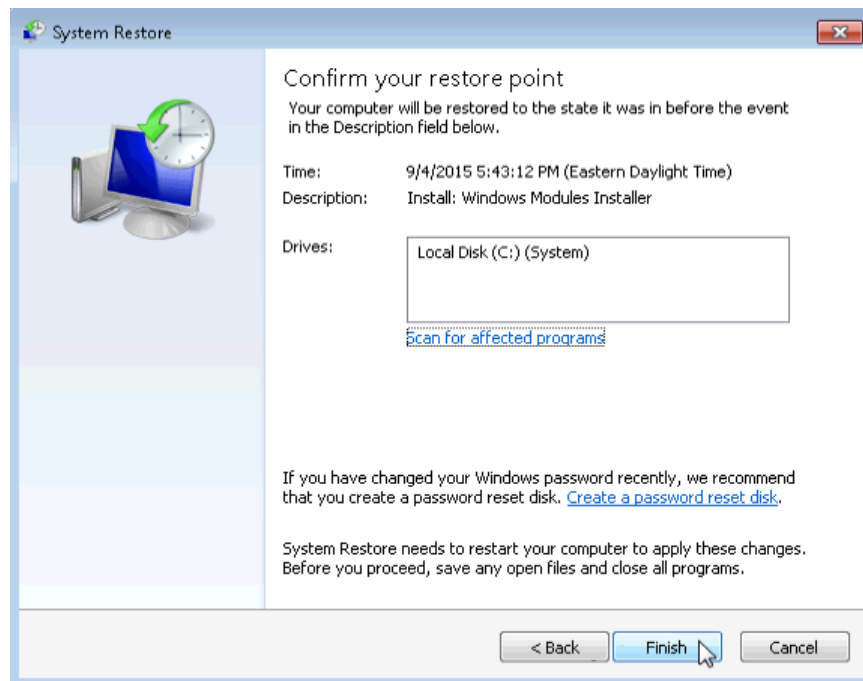 System Restore
Confirm your restore point
Your computer will be restored to the state it was in before the event
in the Description field below.
Time: 9/4/2015 5:43:12 PM (Eastern Daylight Time)
Description: Install: Windows Modules Installer
Drives: Local Disk (C:) (System)
Scan for affected programs
If you have changed your Windows password recently, we recommend
that you create a password reset disk. Create a password reset disk.
System Restore needs to restart your computer to apply these changes.
Before you proceed, save any open files and close all programs.
< Back Finish Cancel